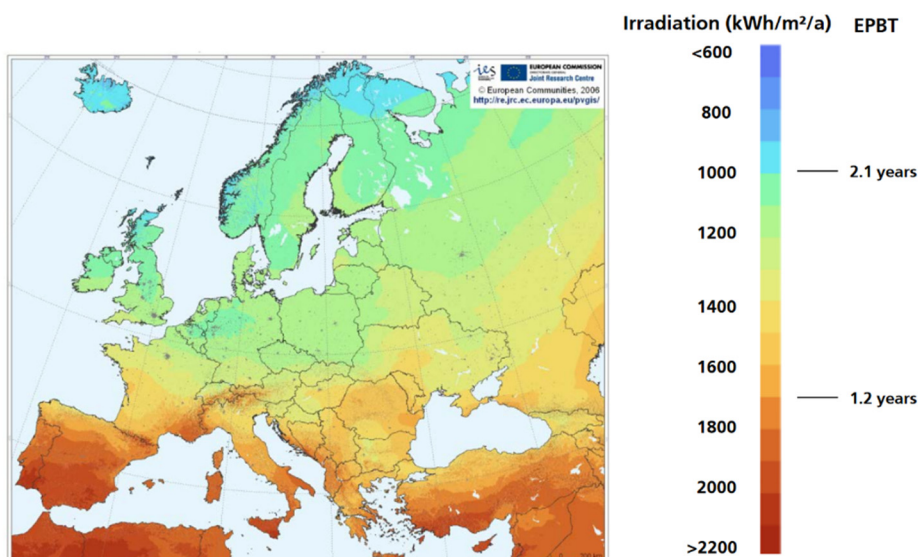 Irradiation (kWh/m²/a) EPBT
ies
EUROPEAN COMMISSION
Joint Research Centre
© European Communities, 2006
http://re.jrc.ec.europa.eu/pvgis/
<600
800
1000
2.1 years
1200
1400
1600
1.2 years
1800
2000
>2200